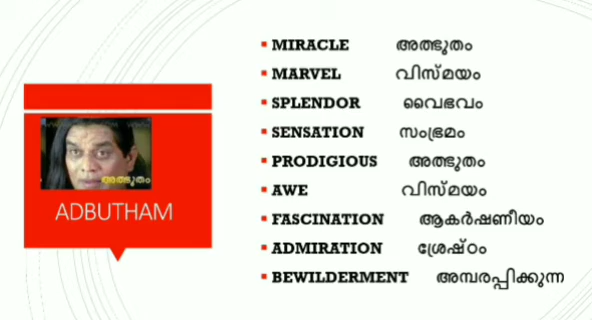 അത്ഭുതം
ADBUTHAM
MIRACLE അത്ഭുതം
MARVEL വിസ്മയം
SPLENDOR വൈഭവം
SENSATION സംഭ്രമം
PRODIGIOUS അത്ഭുതം
AWE വിസ്മയം
FASCINATION ആകർഷണീയം
ADMIRATION ശ്രേഷ്ഠം
BEWILDERMENT അമ്പരപ്പിക്കുന്ന